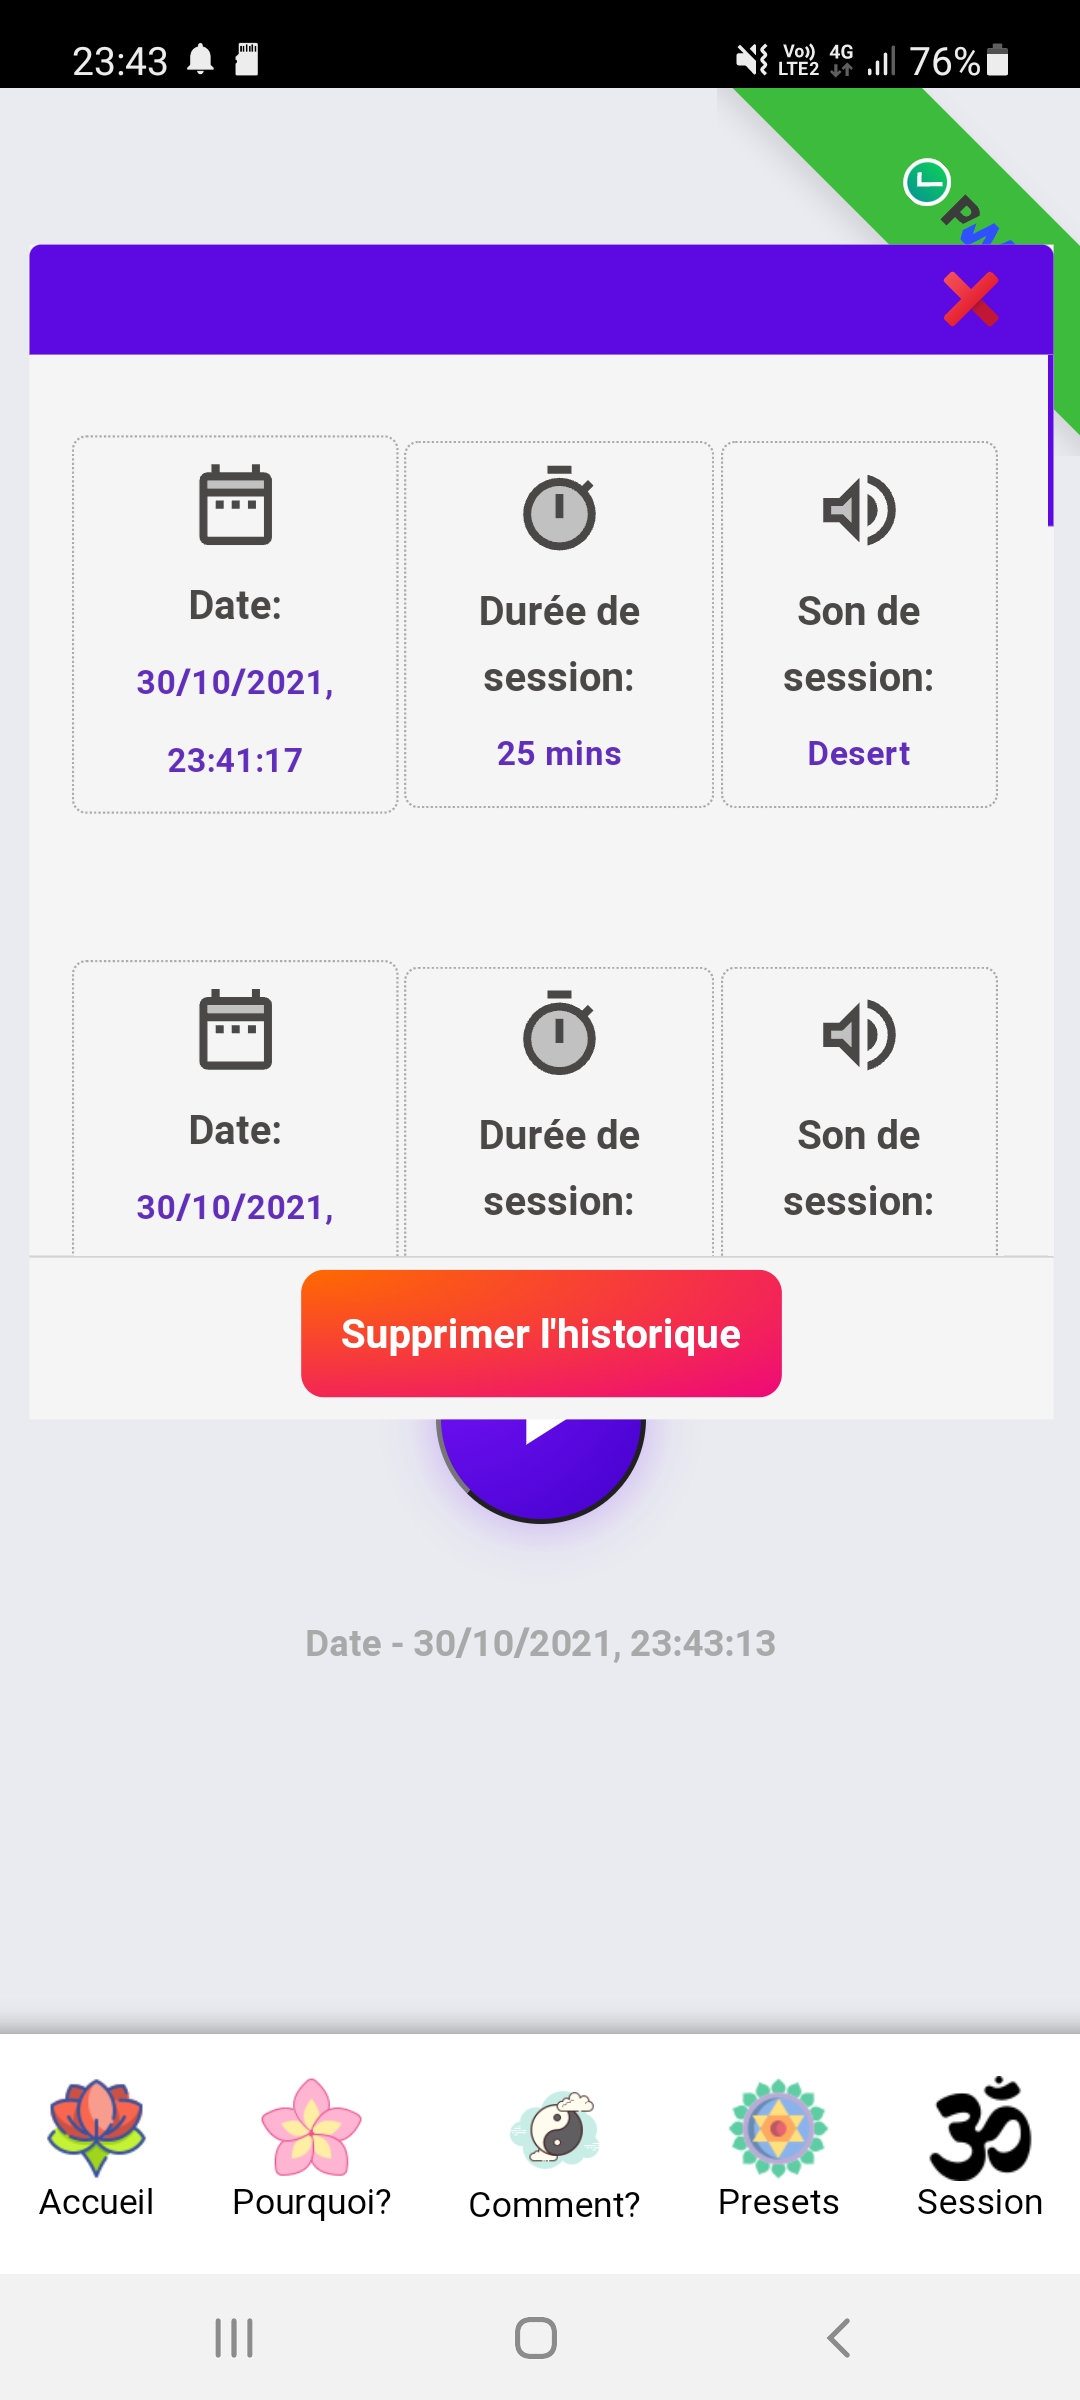 23:43 Vo)) LTE2 4G 76%
Date:
30/10/2021,
23:41:17
Durée de
session:
25 mins
Son de
session:
Desert
Date:
30/10/2021,
Durée de
session:
Son de
session:
Supprimer l'historique
Date - 30/10/2021, 23:43:13
Accueil
Pourquoi?
Comment?
Presets
Session